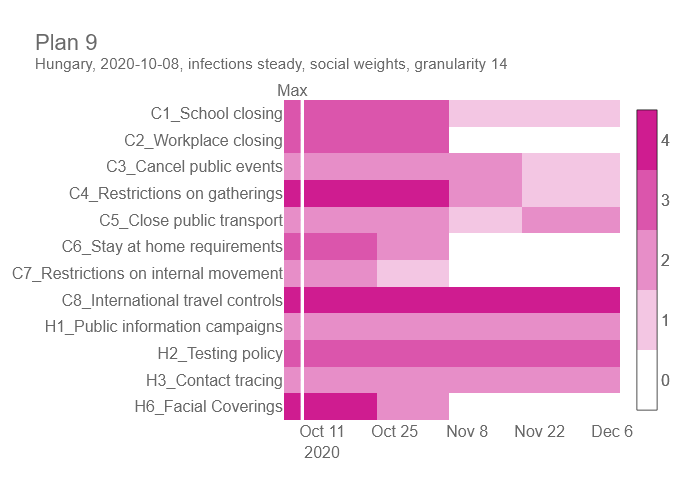 Plan 9
Hungary, 2020-10-08, infections steady, social weights, granularity 14
Max
C1_School closing
C2_Workplace closing
C3_Cancel public events
C4_Restrictions on gatherings
C5_Close public transport
C6_Stay at home requirements
C7_Restrictions on internal movement
C8_International travel controls
H1_Public information campaigns
H2_Testing policy
H3_Contact tracing
H6_Facial Coverings
4
3
2
1
0
Oct 11 Oct 25 Nov 8 Nov 22 Dec 6
2020